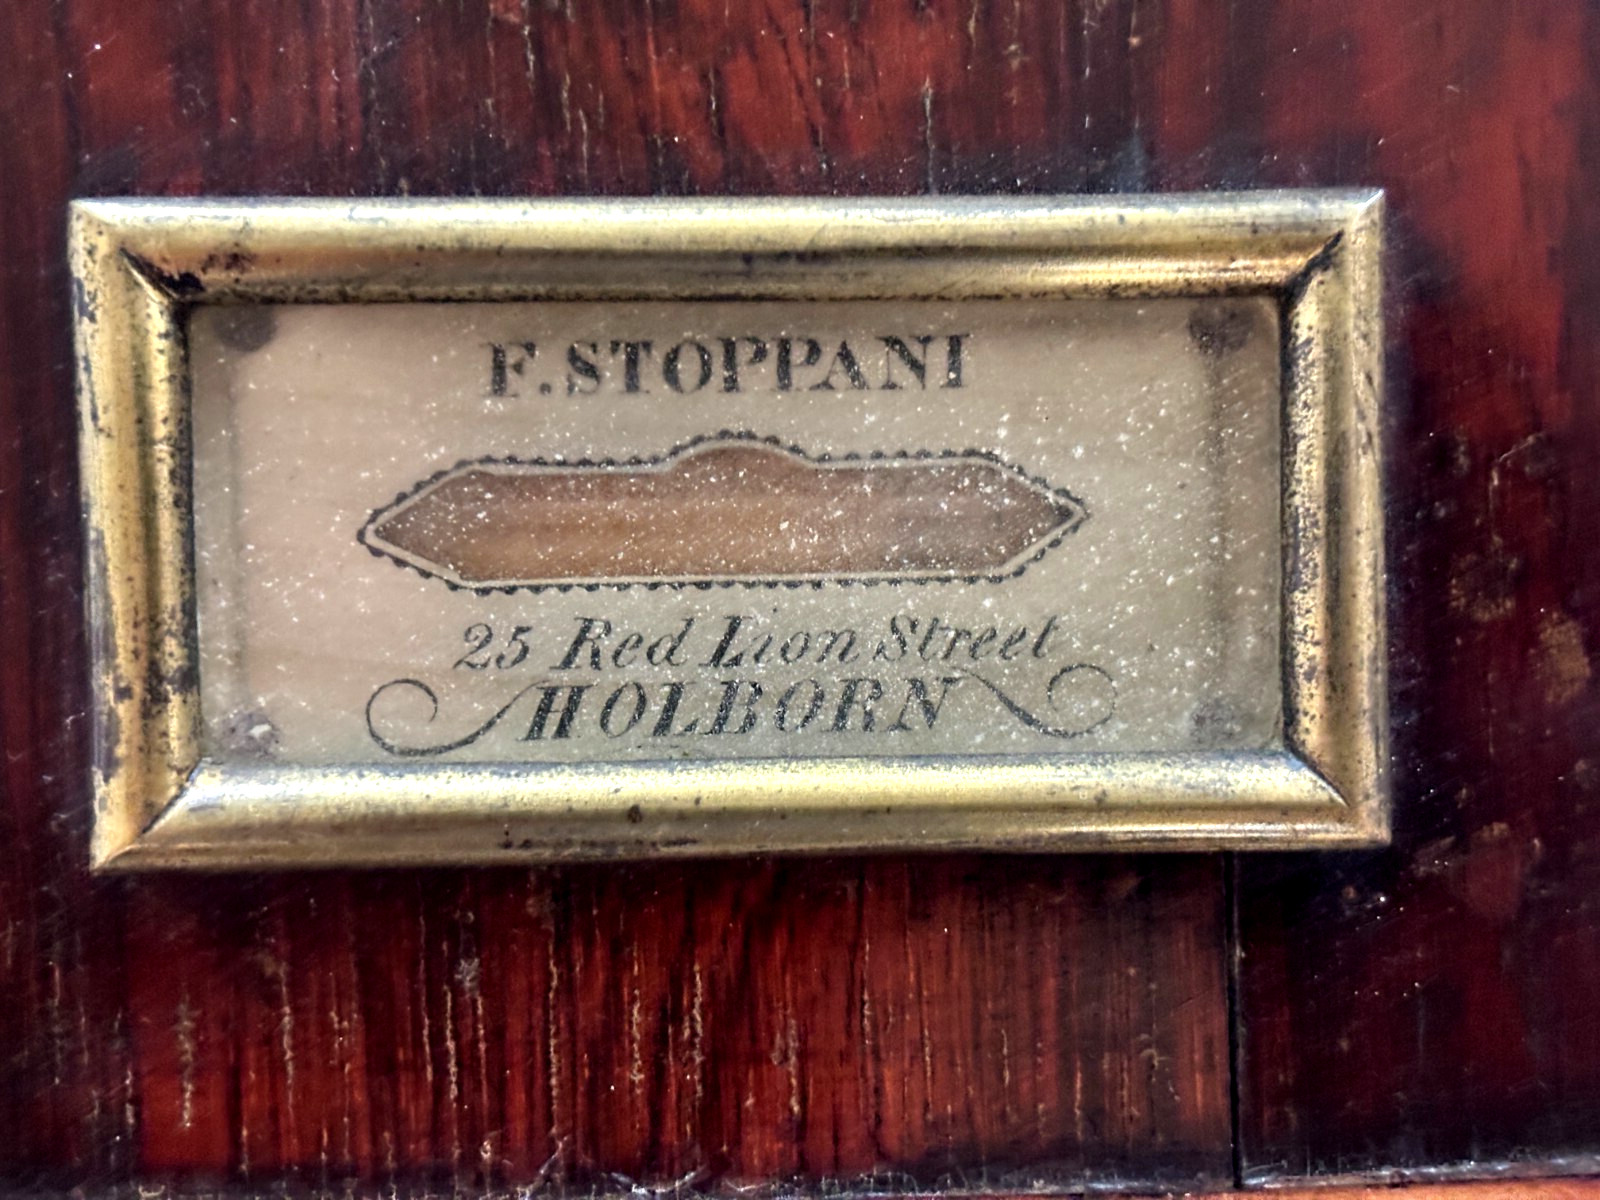 F. STOPPANI
25 Red Lion Street
HOLBORN